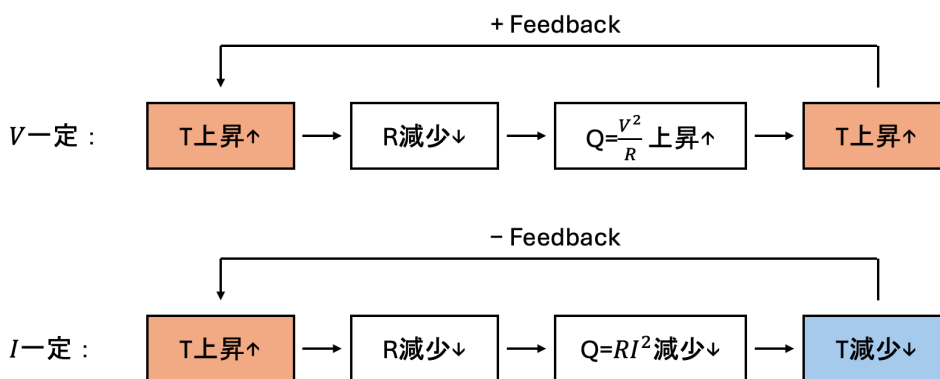 + Feedback
V一定： T上昇↑ R減少↓ Q=V²/R 上昇↑ T上昇↑
− Feedback
I一定： T上昇↑ R減少↓ Q=RI²減少↓ T減少↓